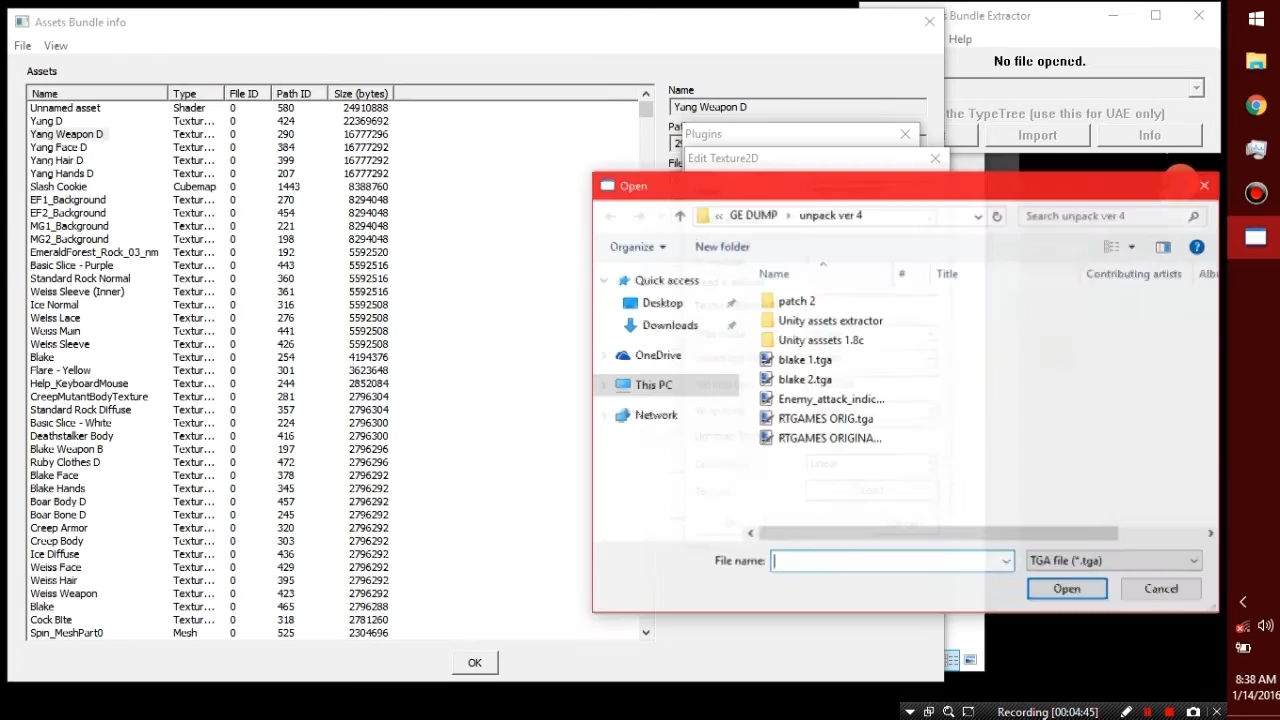 Assets Bundle info
File View
Assets
Name Type File ID Path ID Size (bytes)
Unnamed asset Shader 0 580 24910888
Yang D Textur... 0 424 22369692
Yang Weapon D Textur... 0 290 16777296
Yang Face D Textur... 0 384 16777292
Yang Hair D Textur... 0 399 16777292
Yang Hands D Textur... 0 207 16777292
Slash Cookie Cubemap 0 1443 8388760
EF1_Background Textur... 0 270 8294048
EF2_Background Textur... 0 454 8294048
MG1_Background Textur... 0 221 8294048
MG2_Background Textur... 0 198 8294048
EmeraldForest_Rock_03_nm Textur... 0 192 5592520
Basic Slice - Purple Textur... 0 443 5592516
Standard Rock Normal Textur... 0 360 5592516
Weiss Sleeve (Inner) Textur... 0 361 5592516
Ice Normal Textur... 0 316 5592508
Weiss Lace Textur... 0 276 5592508
Weiss Main Textur... 0 441 5592508
Weiss Sleeve Textur... 0 426 5592508
Blake Textur... 0 254 4194376
Flare - Yellow Textur... 0 301 3623648
Help_KeyboardMouse Textur... 0 244 2852084
CreepMutantBodyTexture Textur... 0 281 2796304
Standard Rock Diffuse Textur... 0 357 2796304
Basic Slice - White Textur... 0 224 2796300
Deathstalker Body Textur... 0 416 2796300
Blake Weapon B Textur... 0 197 2796296
Ruby Clothes D Textur... 0 472 2796296
Blake Face Textur... 0 378 2796292
Blake Hands Textur... 0 345 2796292
Boar Body D Textur... 0 457 2796292
Boar Bone D Textur... 0 245 2796292
Creep Armor Textur... 0 320 2796292
Creep Body Textur... 0 303 2796292
Ice Diffuse Textur... 0 436 2796292
Weiss Face Textur... 0 429 2796292
Weiss Hair Textur... 0 395 2796292
Weiss Weapon Textur... 0 423 2796292
Blake Textur... 0 465 2796288
Cock Bite Textur... 0 318 2781260
Spin_MeshPart0 Mesh 0 525 2304696
OK
Name
Yang Weapon D
Plugins
Edit Texture2D
Bundle Extractor
Help
No file opened.
the TypeTree (use this for UAE only)
Import Info
Open
« GE DUMP › unpack ver 4
Search unpack ver 4
Organize New folder
Quick access
Desktop
Downloads
OneDrive
This PC
Network
Name # Title Contributing artists
patch 2
Unity assets extractor
Unity asssets 1.8c
blake 1.tga
blake 2.tga
Enemy_attack_indic...
RTGAMES ORIG.tga
RTGAMES ORIGINA...
Linear
File name:
TGA file (*.tga)
Open Cancel
8:38 AM
1/14/2016
Recording [00:04:45]